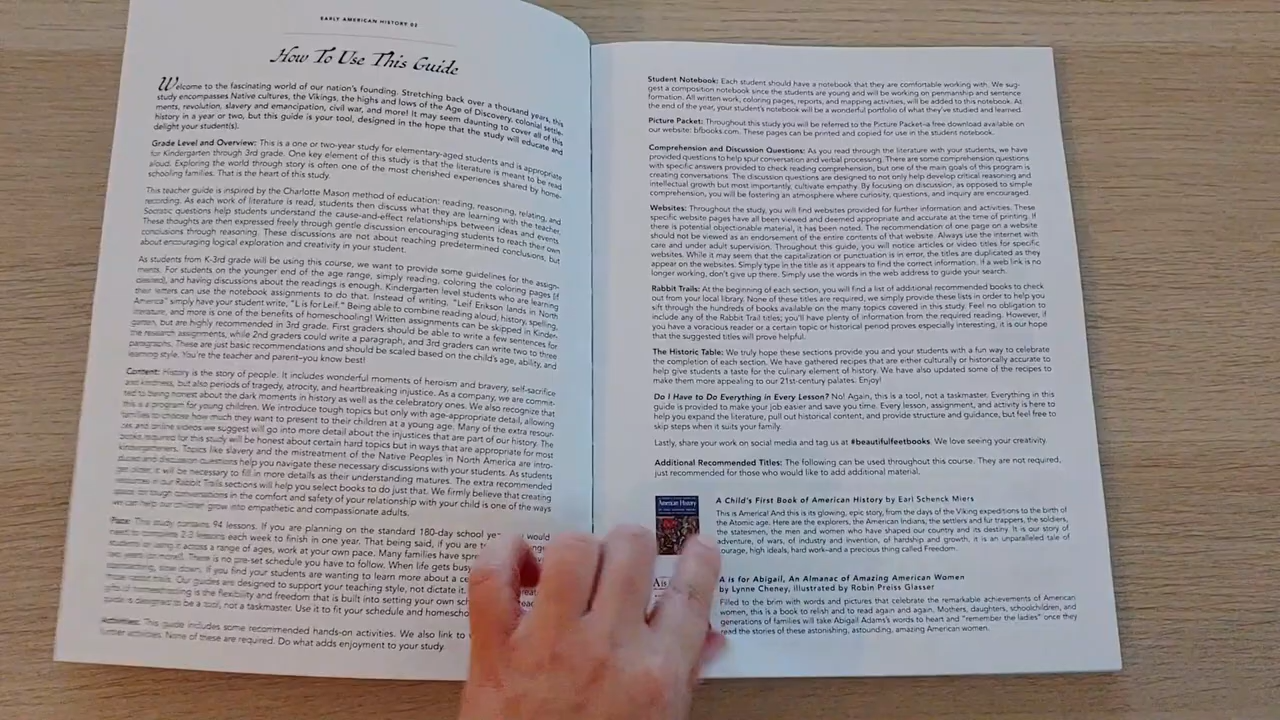 EARLY AMERICAN HISTORY 02
How To Use This Guide
Welcome to the fascinating world of our nation's founding. Stretching back over a thousand years, this
study encompasses Native cultures, the Vikings, the highs and lows of the Age of Discovery, colonial settle-
ments, revolution, slavery and emancipation, civil war, and more! It may seem daunting to cover all of this
history in a year or two, but this guide is your tool, designed in the hope that the study will educate and
delight your student(s).
Grade Level and Overview: This is a one or two-year study for elementary-aged students and is appropriate
for Kindergarten through 3rd grade. One key element of this study is that the literature is meant to be read
aloud. Exploring the world through story is often one of the most cherished experiences shared by home-
schooling families. That is the heart of this study.
This teacher guide is inspired by the Charlotte Mason method of education: reading, reasoning, relating, and
recording. As each work of literature is read, students then discuss what they are learning with the teacher.
Socratic questions help students understand the cause-and-effect relationships between ideas and events.
These thoughts are then expressed freely through gentle discussion encouraging students to reach their own
conclusions through reasoning. These discussions are not about reaching predetermined conclusions, but
about encouraging logical exploration and creativity in your student.
As students from K-3rd grade will be using this course, we want to provide some guidelines for the assign-
ments. For students on the younger end of the age range, simply reading, coloring the coloring pages (if
desired), and having discussions about the readings is enough. Kindergarten level students who are learning
their letters can use the notebook assignments to do that. Instead of writing, "Leif Erikson lands in North
America" simply have your student write, "L is for Leif." Being able to combine reading aloud, history, spelling,
literature, and more is one of the benefits of homeschooling! Written assignments can be skipped in Kinder-
garten, but are highly recommended in 3rd grade. First graders should be able to write a few sentences for
the research assignments, while 2nd graders could write a paragraph, and 3rd graders can write two to three
paragraphs. These are just basic recommendations and should be scaled based on the child's age, ability, and
learning style. You're the teacher and parent–you know best!
Content: History is the story of people. It includes wonderful moments of heroism and bravery, self-sacrifice
and kindness, but also periods of tragedy, atrocity, and heartbreaking injustice. As a company, we are commit-
ted to being honest about the dark moments in history as well as the celebratory ones. We also recognize that
this is a program for young children. We introduce tough topics but only with age-appropriate detail, allowing
families to choose how much they want to present to their children at a young age. Many of the extra resour-
ces and online videos we suggest will go into more detail about the injustices that are part of our history. The
books required for this study will be honest about certain hard topics but in ways that are appropriate for most
kindergartners. Topics like slavery and the mistreatment of the Native Peoples in North America are intro-
duced and discussion questions help you navigate these necessary discussions with your students. As students
get older, it will be necessary to fill in more details as their understanding matures. The extra recommended
resources in our Rabbit Trails sections will help you select books to do just that. We firmly believe that creating
space for tough conversations in the comfort and safety of your relationship with your child is one of the ways
we can help our children grow into empathetic and compassionate adults.
Pace: This study contains 94 lessons. If you are planning on the standard 180-day school would
need to complete 2-3 lessons each week to finish in one year. That being said, if you are
students, or using it across a range of ages, work at your own pace. Many families have
two years! There is no pre-set schedule you have to follow. When life gets busy
slow down. If you find your students are wanting to learn more about a
those rabbit trails. Our guides are designed to support your teaching style, not dictate it.
gifts of homeschooling is the flexibility and freedom that is built into setting your own
guide is designed to be a tool, not a taskmaster. Use it to fit your schedule and
Activities: This guide includes some recommended hands-on activities. We also link to
further activities. None of these are required. Do what adds enjoyment to your study.
Student Notebook: Each student should have a notebook that they are comfortable working with. We sug-
gest a composition notebook since the students are young and will be working on penmanship and sentence
formation. All written work, coloring pages, reports, and mapping activities, will be added to this notebook. At
the end of the year, your student's notebook will be a wonderful portfolio of what they've studied and learned.
Picture Packet: Throughout this study you will be referred to the Picture Packet–a free download available on
our website: bfbooks.com. These pages can be printed and copied for use in the student notebook.
Comprehension and Discussion Questions: As you read through the literature with your students, we have
provided questions to help spur conversation and verbal processing. There are some comprehension questions
with specific answers provided to check reading comprehension, but one of the main goals of this program is
creating conversations. The discussion questions are designed to not only help develop critical reasoning and
intellectual growth but most importantly, cultivate empathy. By focusing on discussion, as opposed to simple
comprehension, you will be fostering an atmosphere where curiosity, questions, and inquiry are encouraged.
Websites: Throughout the study, you will find websites provided for further information and activities. These
specific website pages have all been viewed and deemed appropriate and accurate at the time of printing. If
there is potential objectionable material, it has been noted. The recommendation of one page on a website
should not be viewed as an endorsement of the entire contents of that website. Always use the internet with
care and under adult supervision. Throughout this guide, you will notice articles or video titles for specific
websites. While it may seem that the capitalization or punctuation is in error, the titles are duplicated as they
appear on the websites. Simply type in the title as it appears to find the correct information. If a web link is no
longer working, don't give up there. Simply use the words in the web address to guide your search.
Rabbit Trails: At the beginning of each section, you will find a list of additional recommended books to check
out from your local library. None of these titles are required, we simply provide these lists in order to help you
sift through the hundreds of books available on the many topics covered in this study. Feel no obligation to
include any of the Rabbit Trail titles; you'll have plenty of information from the required reading. However, if
you have a voracious reader or a certain topic or historical period proves especially interesting, it is our hope
that the suggested titles will prove helpful.
The Historic Table: We truly hope these sections provide you and your students with a fun way to celebrate
the completion of each section. We have gathered recipes that are either culturally or historically accurate to
help give students a taste for the culinary element of history. We have also updated some of the recipes to
make them more appealing to our 21st-century palates. Enjoy!
Do I Have to Do Everything in Every Lesson? No! Again, this is a tool, not a taskmaster. Everything in this
guide is provided to make your job easier and save you time. Every lesson, assignment, and activity is here to
help you expand the literature, pull out historical content, and provide structure and guidance, but feel free to
skip steps when it suits your family.
Lastly, share your work on social media and tag us at #beautifulfeetbooks. We love seeing your creativity.
Additional Recommended Titles: The following can be used throughout this course. They are not required,
just recommended for those who would like to add additional material.
American History
A Child's First Book of American History by Earl Schenck Miers
This is America! And this is its glowing, epic story, from the days of the Viking expeditions to the birth of
the Atomic age. Here are the explorers, the American Indians, the settlers and fur trappers, the soldiers,
the statesmen, the men and women who have shaped our country and its destiny. It is our story of
adventure, of wars, of industry and invention, of hardship and growth, it is an unparalleled tale of
courage, high ideals, hard work–and a precious thing called Freedom.
A is
A is for Abigail, An Almanac of Amazing American Women
by Lynne Cheney, illustrated by Robin Preiss Glasser
Filled to the brim with words and pictures that celebrate the remarkable achievements of American
women, this is a book to relish and to read again and again. Mothers, daughters, schoolchildren, and
generations of families will take Abigail Adams's words to heart and "remember the ladies" once they
read the stories of these astonishing, astounding, amazing American women.